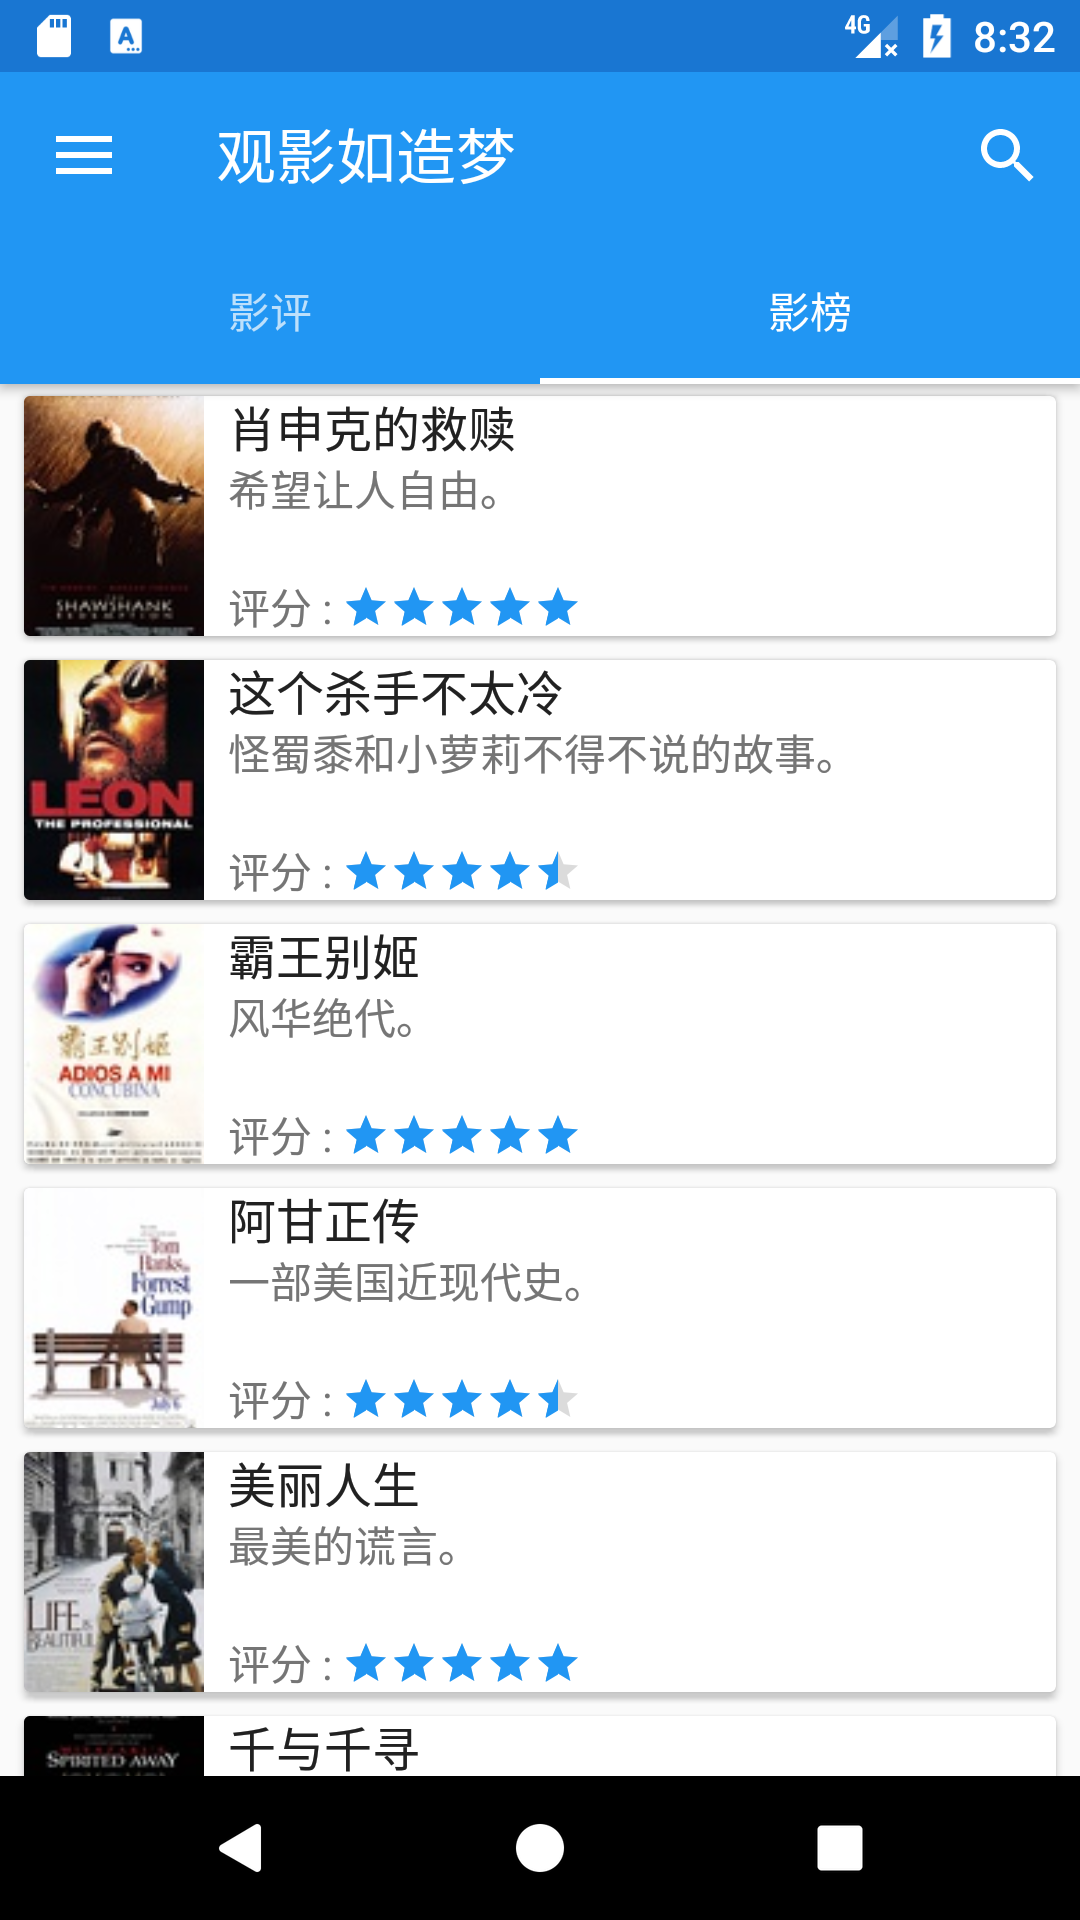 4G 8:32
观影如造梦
影评 影榜
肖申克的救赎
希望让人自由。
SHAWSHANK
REDEMPTION
评分 :
这个杀手不太冷
怪蜀黍和小萝莉不得不说的故事。
LEON
THE PROFESSIONAL
评分 :
霸王别姬
风华绝代。
霸王别姬
ADIOS A MI
CONCUBINA
评分 :
阿甘正传
一部美国近现代史。
Tom
Hanks
Forrest
Gump
July 6
评分 :
美丽人生
最美的谎言。
LIFE IS
BEAUTIFUL
评分 :
千与千寻
SPIRITED AWAY